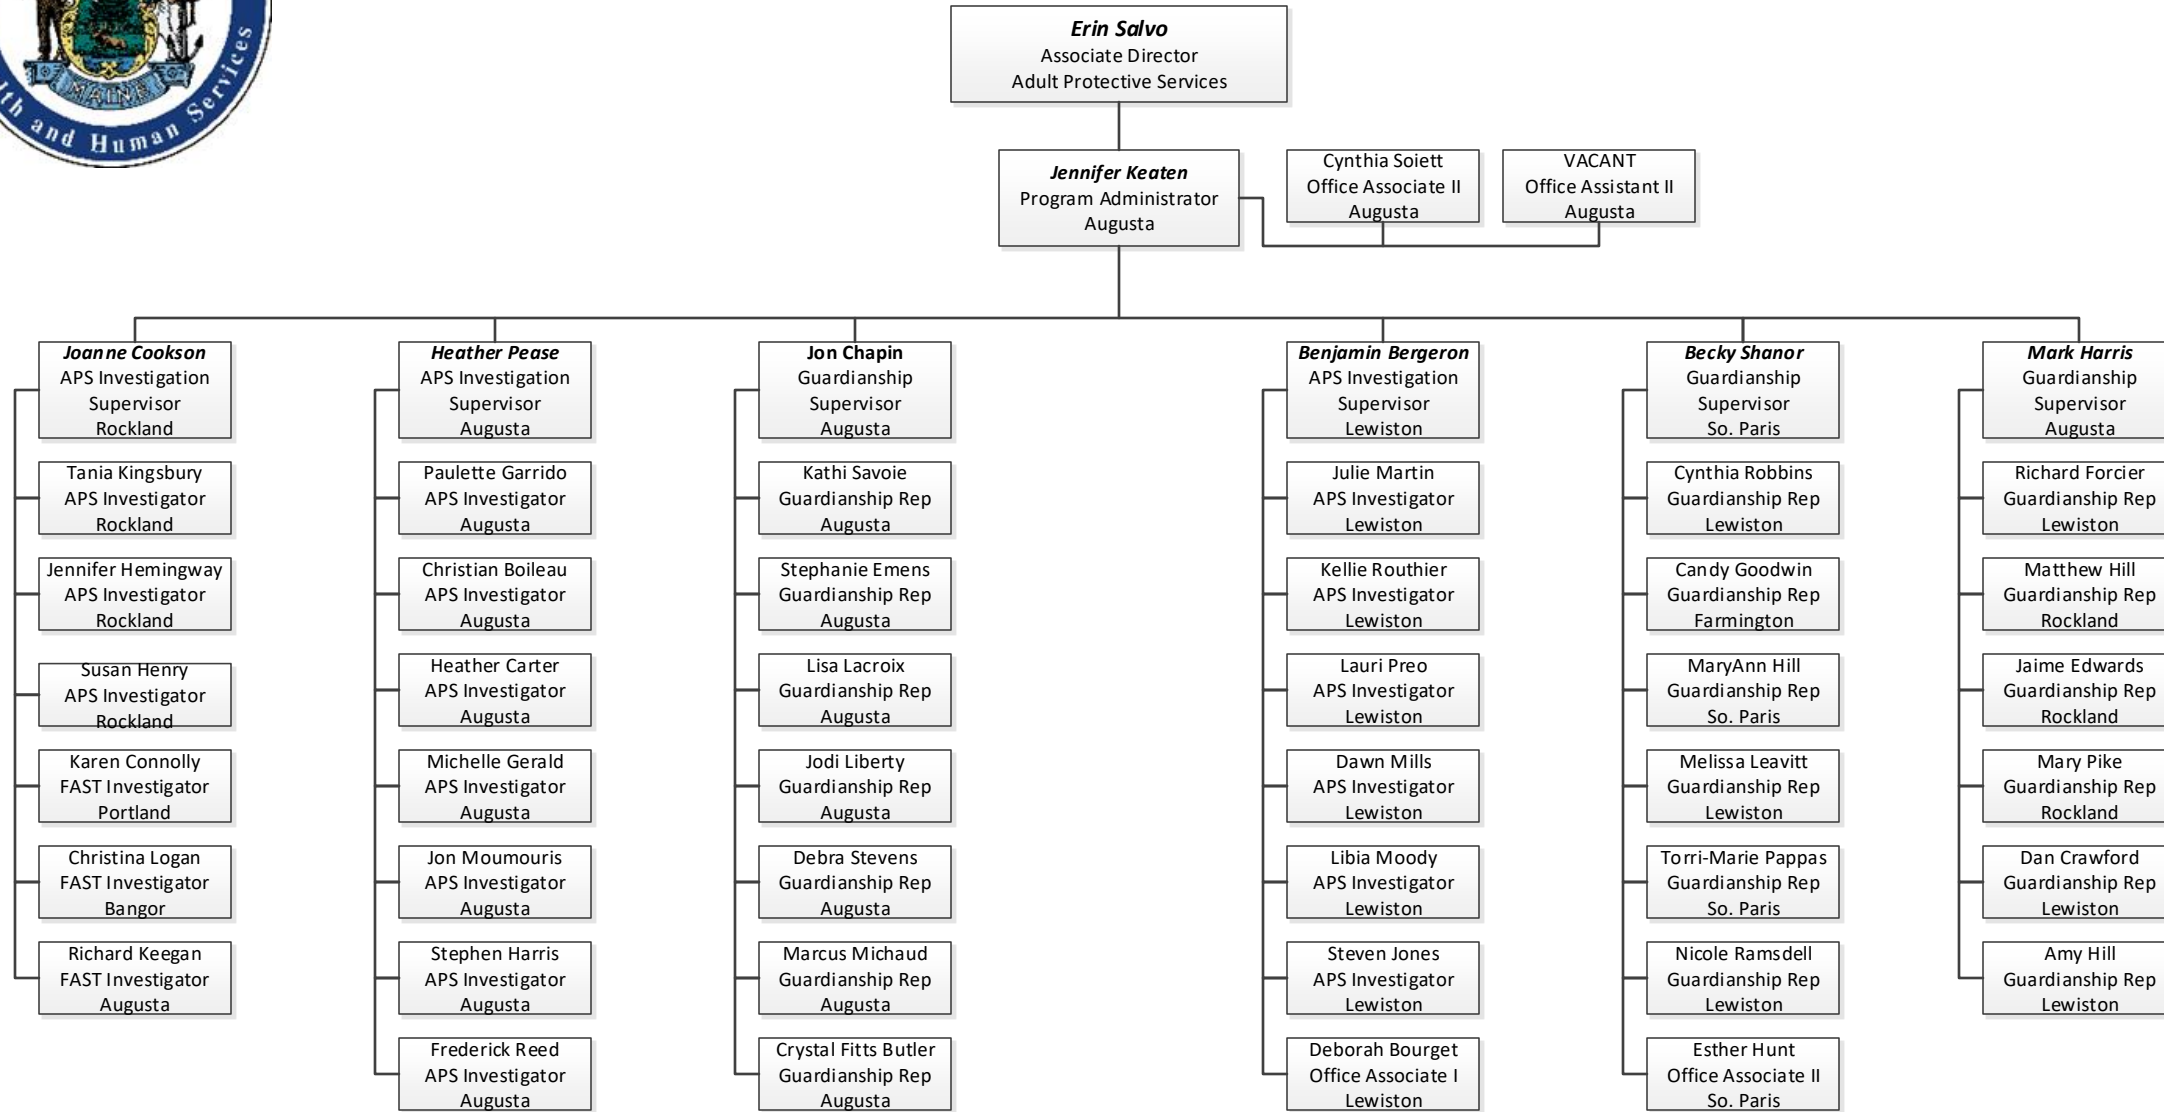 MAINE
and Human Services
Erin Salvo
Associate Director
Adult Protective Services
Jennifer Keaten
Program Administrator
Augusta
Cynthia Soiett
Office Associate II
Augusta
VACANT
Office Assistant II
Augusta
Joanne Cookson
APS Investigation
Supervisor
Rockland
Tania Kingsbury
APS Investigator
Rockland
Jennifer Hemingway
APS Investigator
Rockland
Susan Henry
APS Investigator
Rockland
Karen Connolly
FAST Investigator
Portland
Christina Logan
FAST Investigator
Bangor
Richard Keegan
FAST Investigator
Augusta
Heather Pease
APS Investigation
Supervisor
Augusta
Paulette Garrido
APS Investigator
Augusta
Christian Boileau
APS Investigator
Augusta
Heather Carter
APS Investigator
Augusta
Michelle Gerald
APS Investigator
Augusta
Jon Moumouris
APS Investigator
Augusta
Stephen Harris
APS Investigator
Augusta
Frederick Reed
APS Investigator
Augusta
Jon Chapin
Guardianship
Supervisor
Augusta
Kathi Savoie
Guardianship Rep
Augusta
Stephanie Emens
Guardianship Rep
Augusta
Lisa Lacroix
Guardianship Rep
Augusta
Jodi Liberty
Guardianship Rep
Augusta
Debra Stevens
Guardianship Rep
Augusta
Marcus Michaud
Guardianship Rep
Augusta
Crystal Fitts Butler
Guardianship Rep
Augusta
Benjamin Bergeron
APS Investigation
Supervisor
Lewiston
Julie Martin
APS Investigator
Lewiston
Kellie Routhier
APS Investigator
Lewiston
Lauri Preo
APS Investigator
Lewiston
Dawn Mills
APS Investigator
Lewiston
Libia Moody
APS Investigator
Lewiston
Steven Jones
APS Investigator
Lewiston
Deborah Bourget
Office Associate I
Lewiston
Becky Shanor
Guardianship
Supervisor
So. Paris
Cynthia Robbins
Guardianship Rep
Lewiston
Candy Goodwin
Guardianship Rep
Farmington
MaryAnn Hill
Guardianship Rep
So. Paris
Melissa Leavitt
Guardianship Rep
Lewiston
Torri-Marie Pappas
Guardianship Rep
So. Paris
Nicole Ramsdell
Guardianship Rep
Lewiston
Esther Hunt
Office Associate II
So. Paris
Mark Harris
Guardianship
Supervisor
Augusta
Richard Forcier
Guardianship Rep
Lewiston
Matthew Hill
Guardianship Rep
Rockland
Jaime Edwards
Guardianship Rep
Rockland
Mary Pike
Guardianship Rep
Rockland
Dan Crawford
Guardianship Rep
Lewiston
Amy Hill
Guardianship Rep
Lewiston